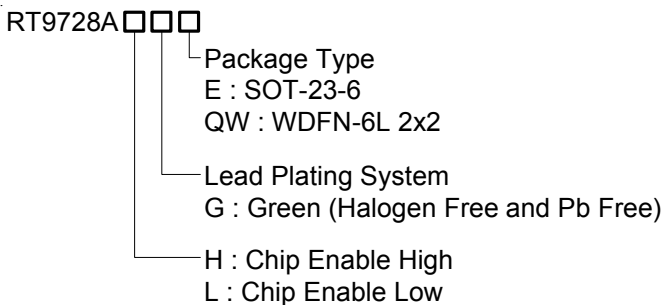 RT9728A
Package Type
E : SOT-23-6
QW : WDFN-6L 2x2
Lead Plating System
G : Green (Halogen Free and Pb Free)
H : Chip Enable High
L : Chip Enable Low